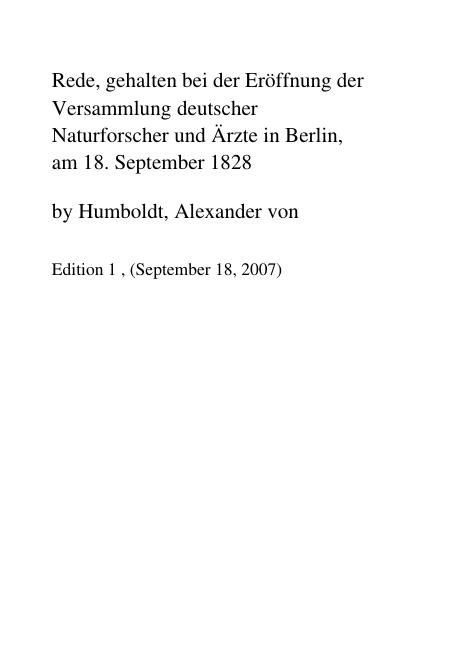 Rede, gehalten bei der Eröffnung der
Versammlung deutscher
Naturforscher und Ärzte in Berlin,
am 18. September 1828
by Humboldt, Alexander von
Edition 1 , (September 18, 2007)